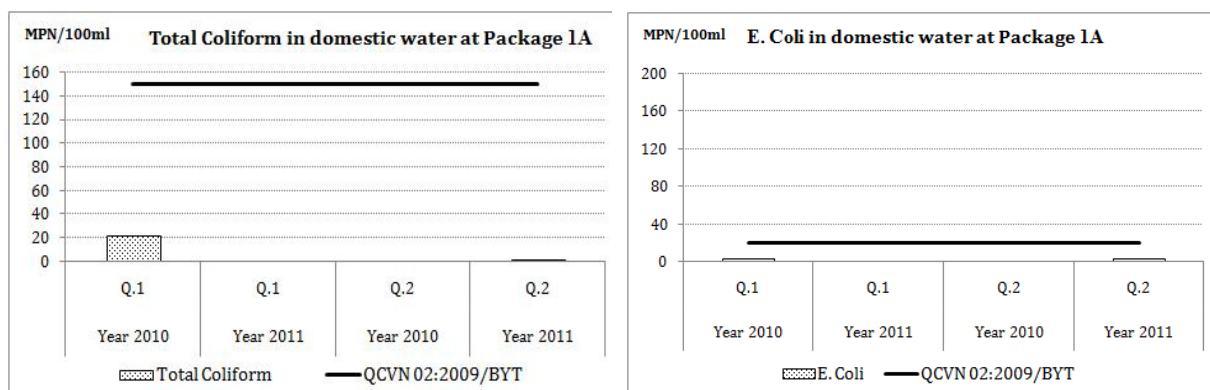 MPN/100ml
Total Coliform in domestic water at Package 1A
160
140
120
100
80
60
40
20
0
Q.1 Q.1 Q.2 Q.2
Year 2010 Year 2011 Year 2010 Year 2011
Total Coliform QCVN 02:2009/BYT
MPN/100ml
E. Coli in domestic water at Package 1A
200
160
120
80
40
0
Q.1 Q.1 Q.2 Q.2
Year 2010 Year 2011 Year 2010 Year 2011
E. Coli QCVN 02:2009/BYT